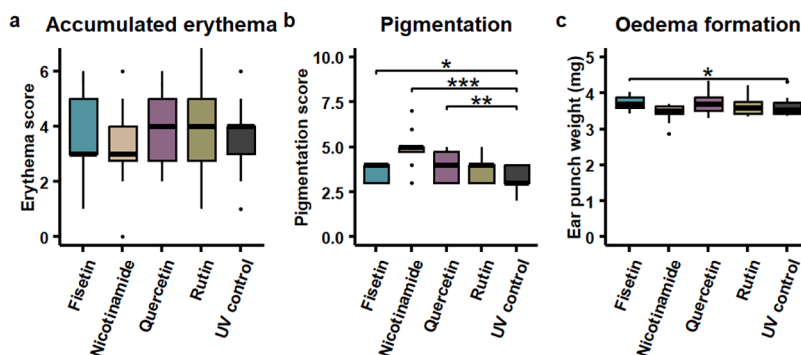 a Accumulated erythema
Erythema score
6
4
2
0
Fisetin
Nicotinamide
Quercetin
Rutin
UV control
b Pigmentation
Pigmentation score
10.0
7.5
5.0
2.5
0.0
*
***
**
Fisetin
Nicotinamide
Quercetin
Rutin
UV control
c Oedema formation
Ear punch weight (mg)
5
4
3
2
1
0
*
Fisetin
Nicotinamide
Quercetin
Rutin
UV control